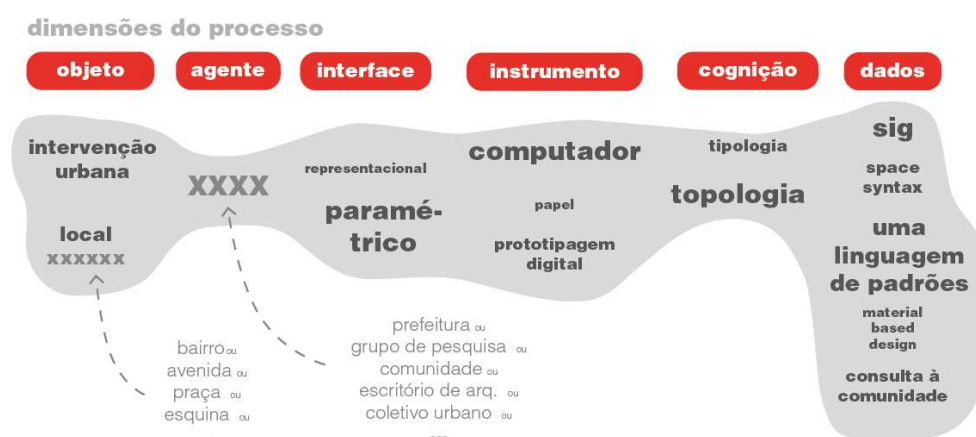 dimensões do processo
objeto
agente
interface
instrumento
cognição
dados
intervenção
urbana
local
xxxxxx
XXXX
representacional
paramé-
trico
computador
papel
prototipagem
digital
tipologia
topologia
sig
space
syntax
uma
linguagem
de padrões
material
based
design
consulta à
comunidade
bairro ou
avenida ou
praça ou
esquina ou
prefeitura ou
grupo de pesquisa ou
comunidade ou
escritório de arq. ou
coletivo urbano ou
...